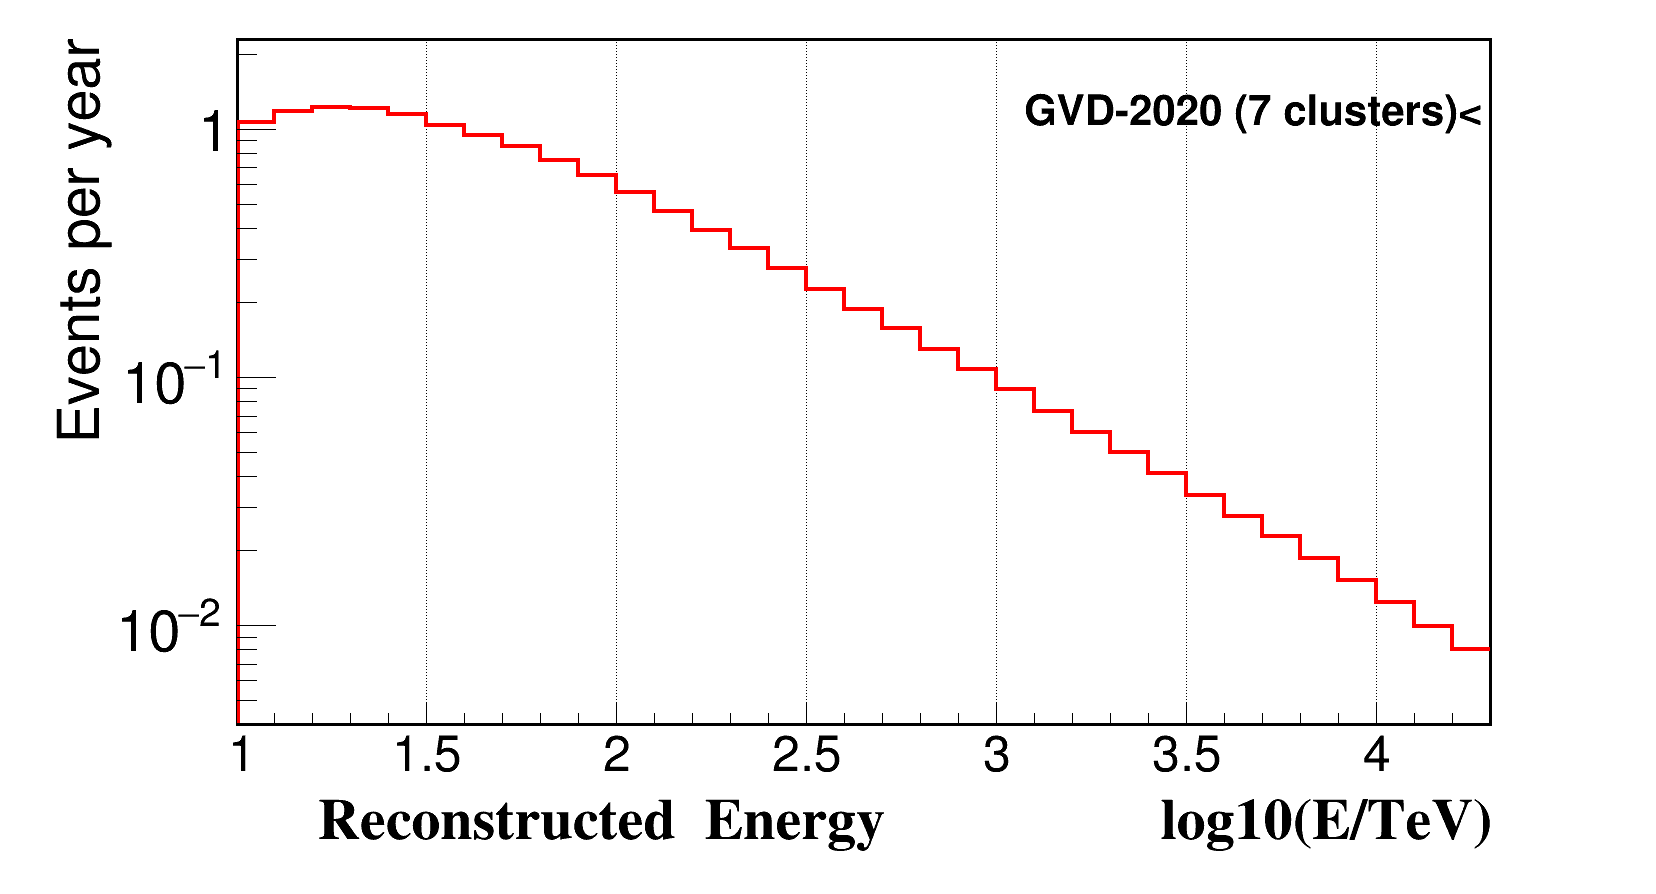 Events per year
1
10⁻¹
10⁻²
GVD-2020 (7 clusters)<
1 1.5 2 2.5 3 3.5 4
Reconstructed Energy log10(E/TeV)